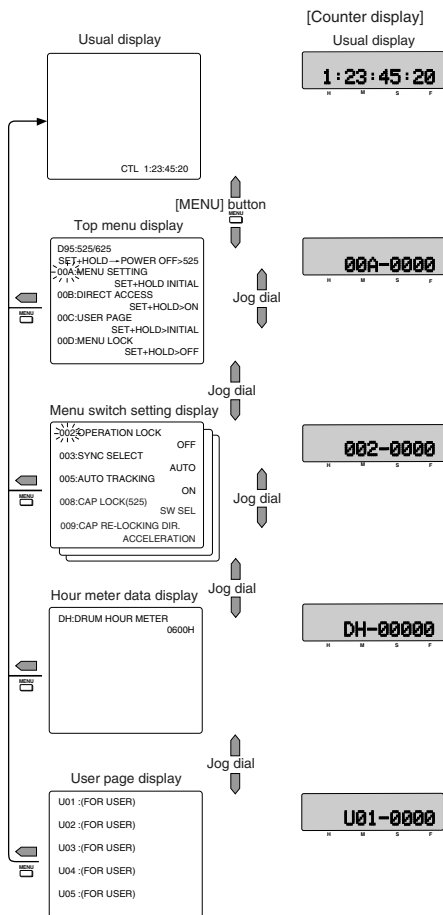 [Counter display]
Usual display
Usual display
1:23:45:20
H M S F
CTL 1:23:45:20
[MENU] button
MENU
Top menu display
D95:525/625
SET+HOLD→POWER OFF>525
00A:MENU SETTING
SET+HOLD INITIAL
00B:DIRECT ACCESS
SET+HOLD>ON
00C:USER PAGE
SET+HOLD>INITIAL
00D:MENU LOCK
SET+HOLD>OFF
MENU
Jog dial
00A-0000
H M S F
Jog dial
Menu switch setting display
002:OPERATION LOCK
OFF
003:SYNC SELECT
AUTO
005:AUTO TRACKING
ON
008:CAP LOCK(525)
SW SEL
009:CAP RE-LOCKING DIR.
ACCELERATION
MENU
Jog dial
002-0000
H M S F
Jog dial
Hour meter data display
DH:DRUM HOUR METER
0600H
MENU
DH-00000
H M S F
Jog dial
User page display
U01 :(FOR USER)
U02 :(FOR USER)
U03 :(FOR USER)
U04 :(FOR USER)
U05 :(FOR USER)
MENU
U01-0000
H M S F